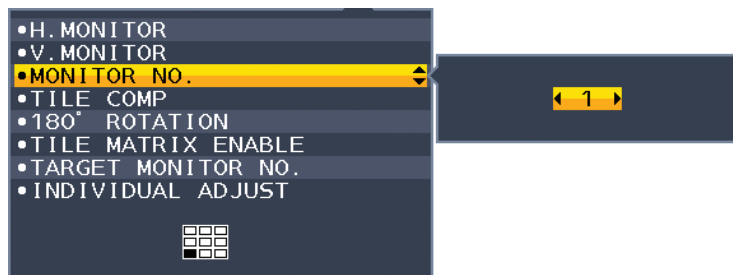 •H.MONITOR
•V.MONITOR
•MONITOR NO.
1
•TILE COMP
•180° ROTATION
•TILE MATRIX ENABLE
•TARGET MONITOR NO.
•INDIVIDUAL ADJUST